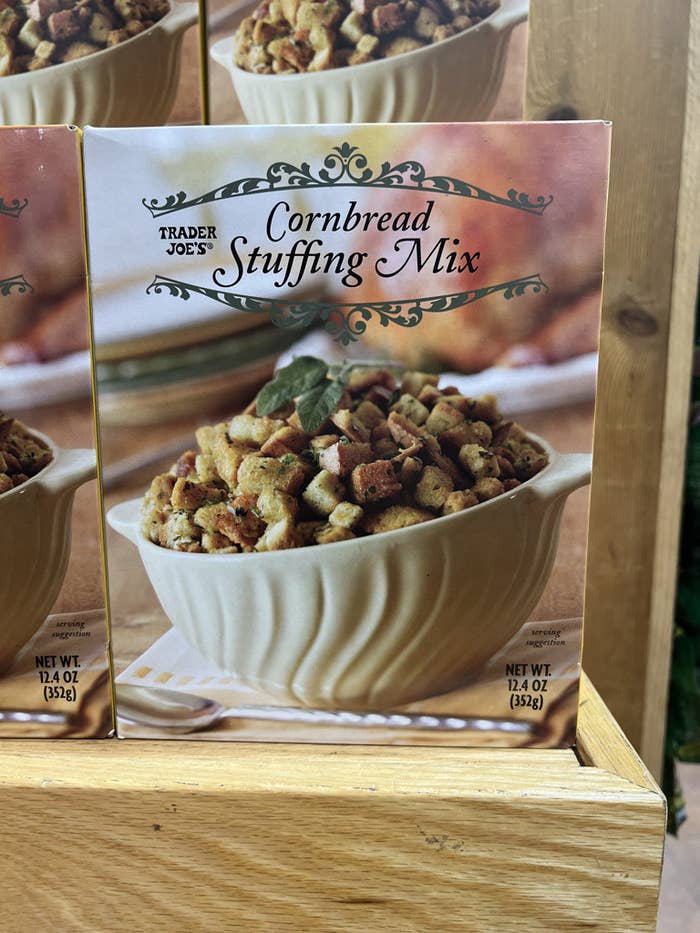 TRADER
JOE'S®
Cornbread
Stuffing Mix
serving
suggestion
NET WT.
12.4 OZ
(352g)
serving
suggestion
NET WT.
12.4 OZ
(352g)